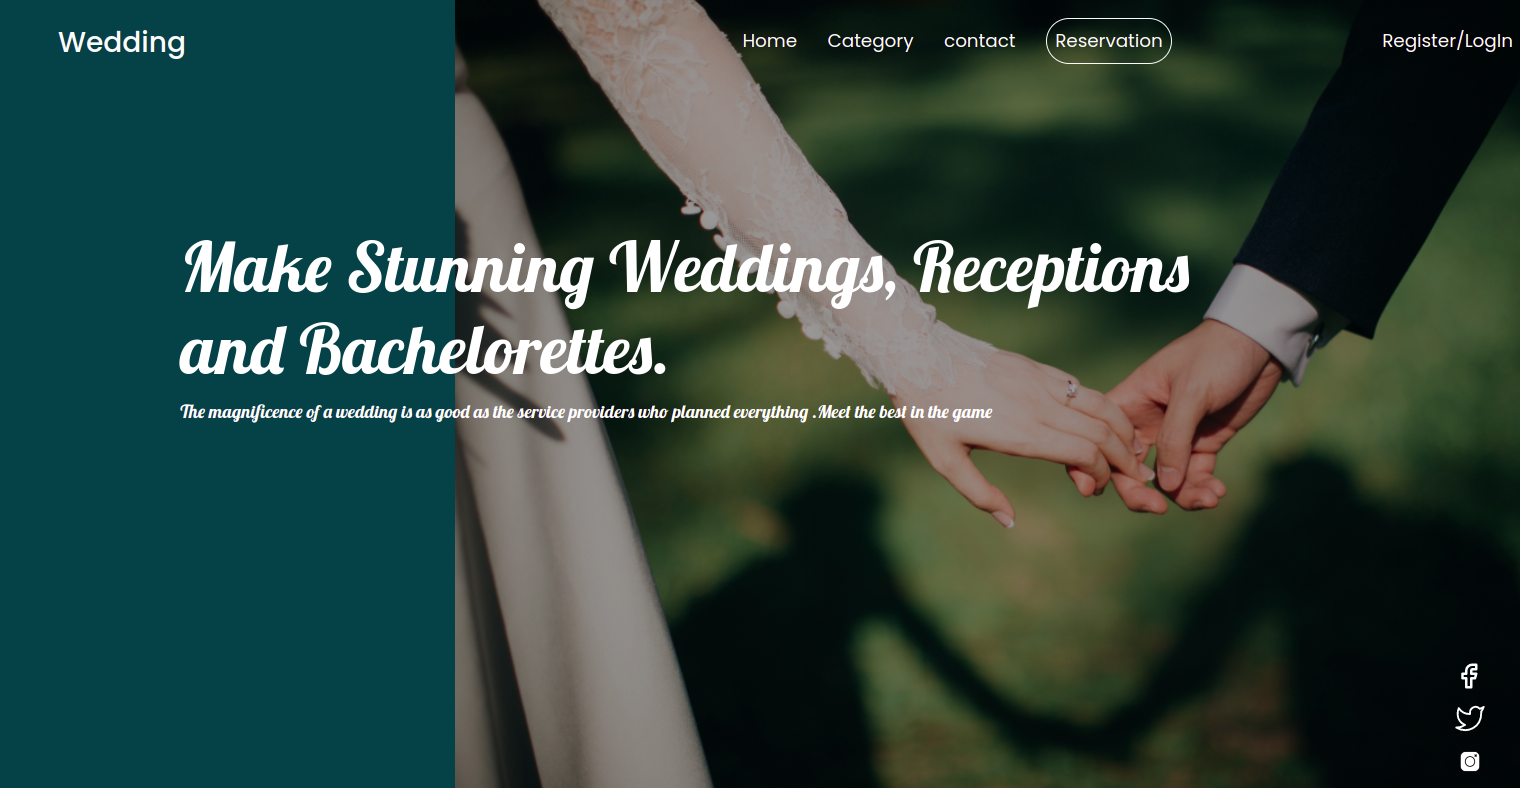 Wedding
Home Category contact Reservation Register/LogIn
Make Stunning Weddings, Receptions
and Bachelorettes.
The magnificence of a wedding is as good as the service providers who planned everything .Meet the best in the game